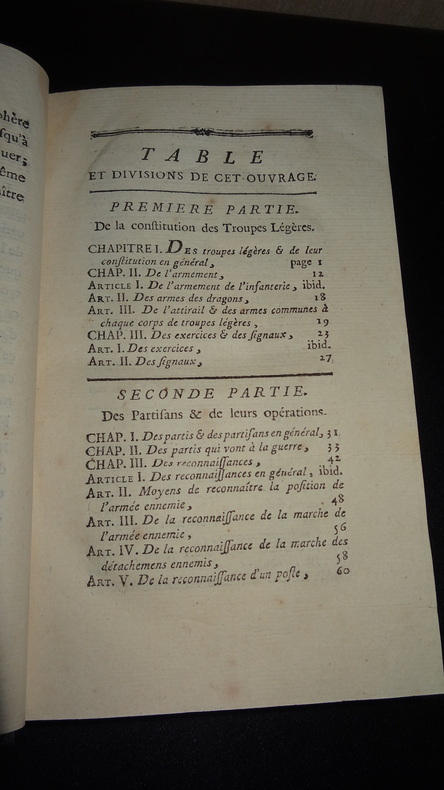 phère
squ'à
uer;
ême
aître
TABLE
ET DIVISIONS DE CET OUVRAGE.
PREMIERE PARTIE.
De la conſtitution des Troupes Légères.
CHAPITRE I. DES troupes légères & de leur
conſtitution en général, page 1
CHAP. II. De l'armement, 12
ARTICLE I. De l'armement de l'infanterie, ibid.
ART. II. Des armes des dragons, 18
ART. III. De l'attirail & des armes communes à
chaque corps de troupes légères, 19
CHAP. III. Des exercices & des ſignaux, 23
ART. I. Des exercices, ibid.
ART. II. Des ſignaux, 27
SECONDE PARTIE.
Des Partiſans & de leurs opérations.
CHAP. I. Des partis & des partiſans en général, 31
CHAP. II. Des partis qui vont à la guerre, 33
CHAP. III. Des reconnaiſſances, 42
ARTICLE I. Des reconnaiſſances en général, ibid.
ART. II. Moyens de reconnaître la poſition de
l'armée ennemie, 48
ART. III. De la reconnaiſſance de la marche de
l'armée ennemie, 56
ART. IV. De la reconnaiſſance de la marche des
détachemens ennemis, 58
ART. V. De la reconnaiſſance d'un poſte, 60